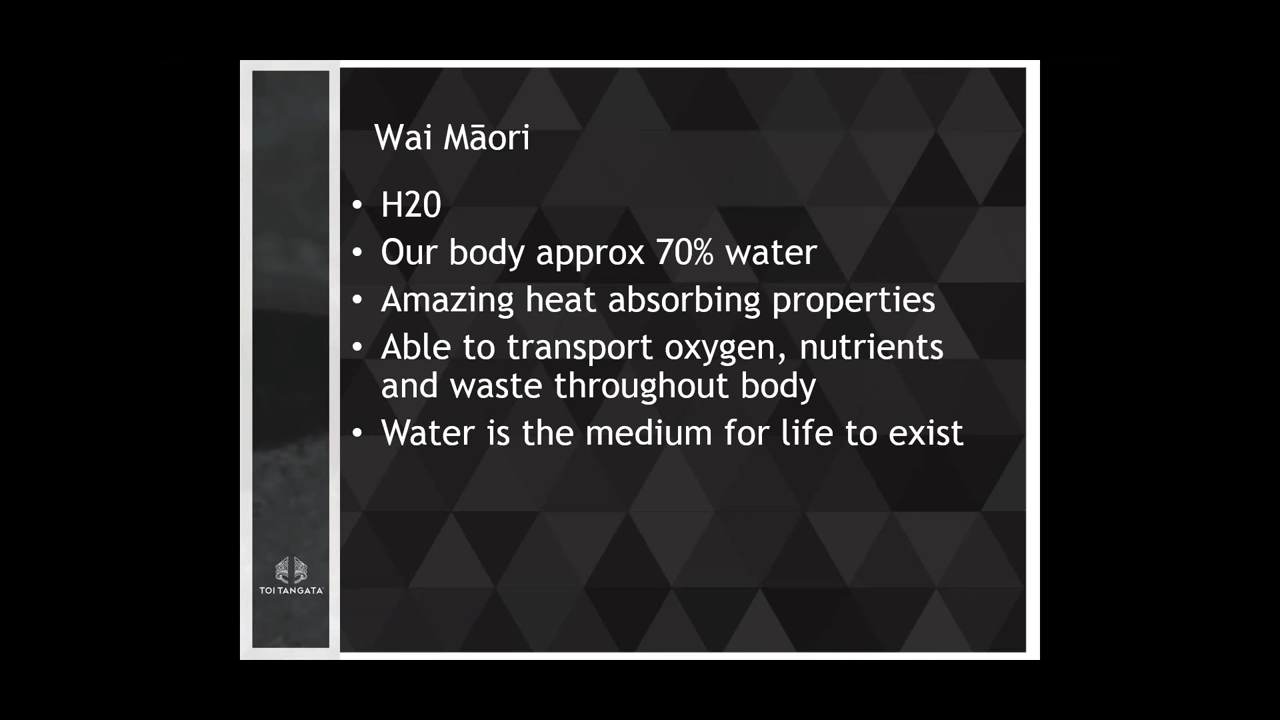 Wai Māori
• H20
• Our body approx 70% water
• Amazing heat absorbing properties
• Able to transport oxygen, nutrients
and waste throughout body
• Water is the medium for life to exist
TOI TANGATA